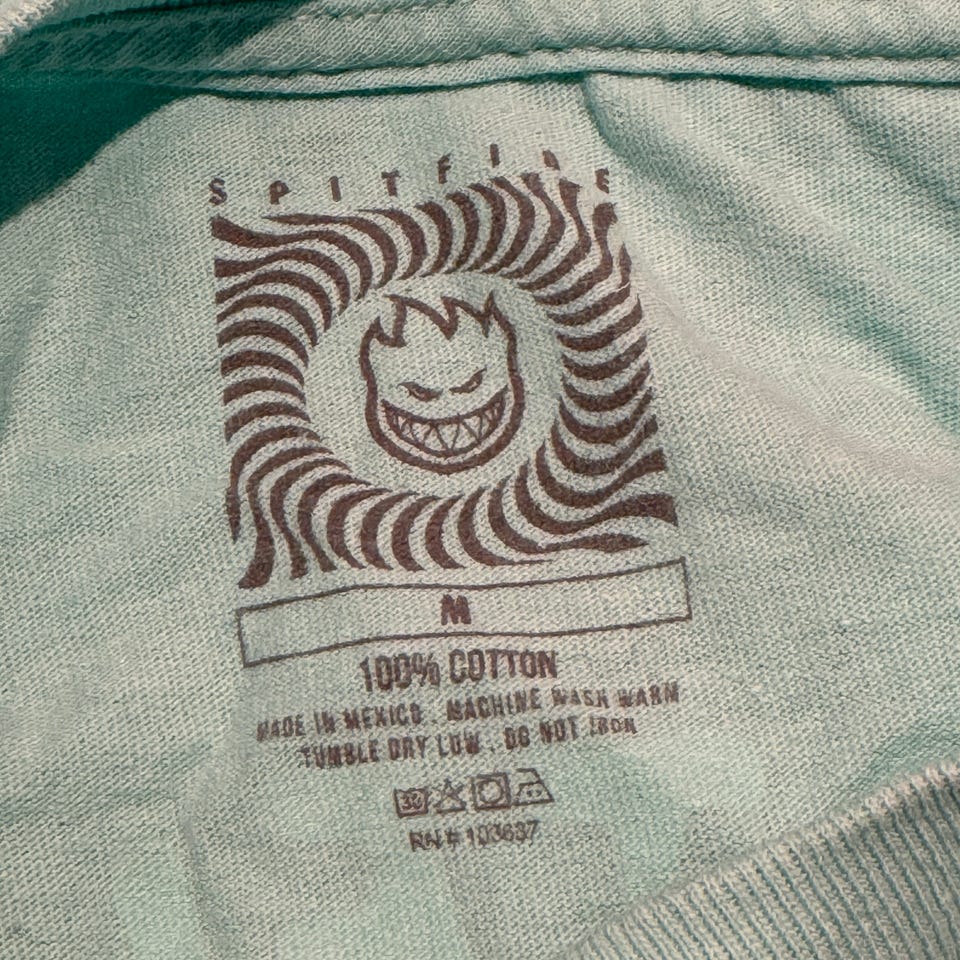 SPITFIRE
M
100% COTTON
MADE IN MEXICO . MACHINE WASH WARM
TUMBLE DRY LOW . DO NOT IRON
30
RN# 103637